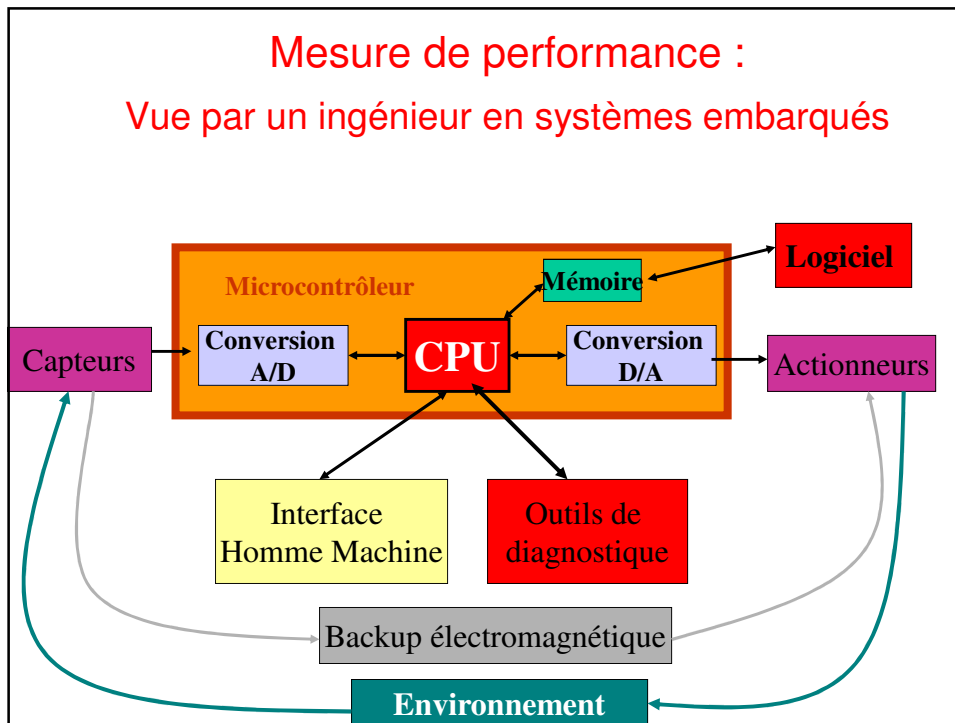 Mesure de performance :
Vue par un ingénieur en systèmes embarqués
Logiciel
Mémoire
Microcontrôleur
Capteurs
Conversion
A/D
CPU
Conversion
D/A
Actionneurs
Interface
Homme Machine
Outils de
diagnostique
Backup électromagnétique
Environnement